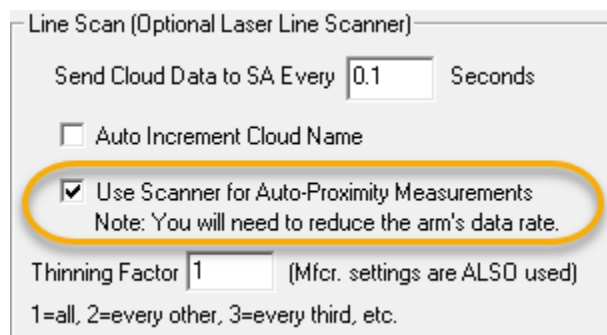 Line Scan (Optional Laser Line Scanner)
Send Cloud Data to SA Every 0.1 Seconds
Auto Increment Cloud Name
Use Scanner for Auto-Proximity Measurements
Note: You will need to reduce the arm's data rate.
Thinning Factor 1 (Mfcr. settings are ALSO used)
1=all, 2=every other, 3=every third, etc.